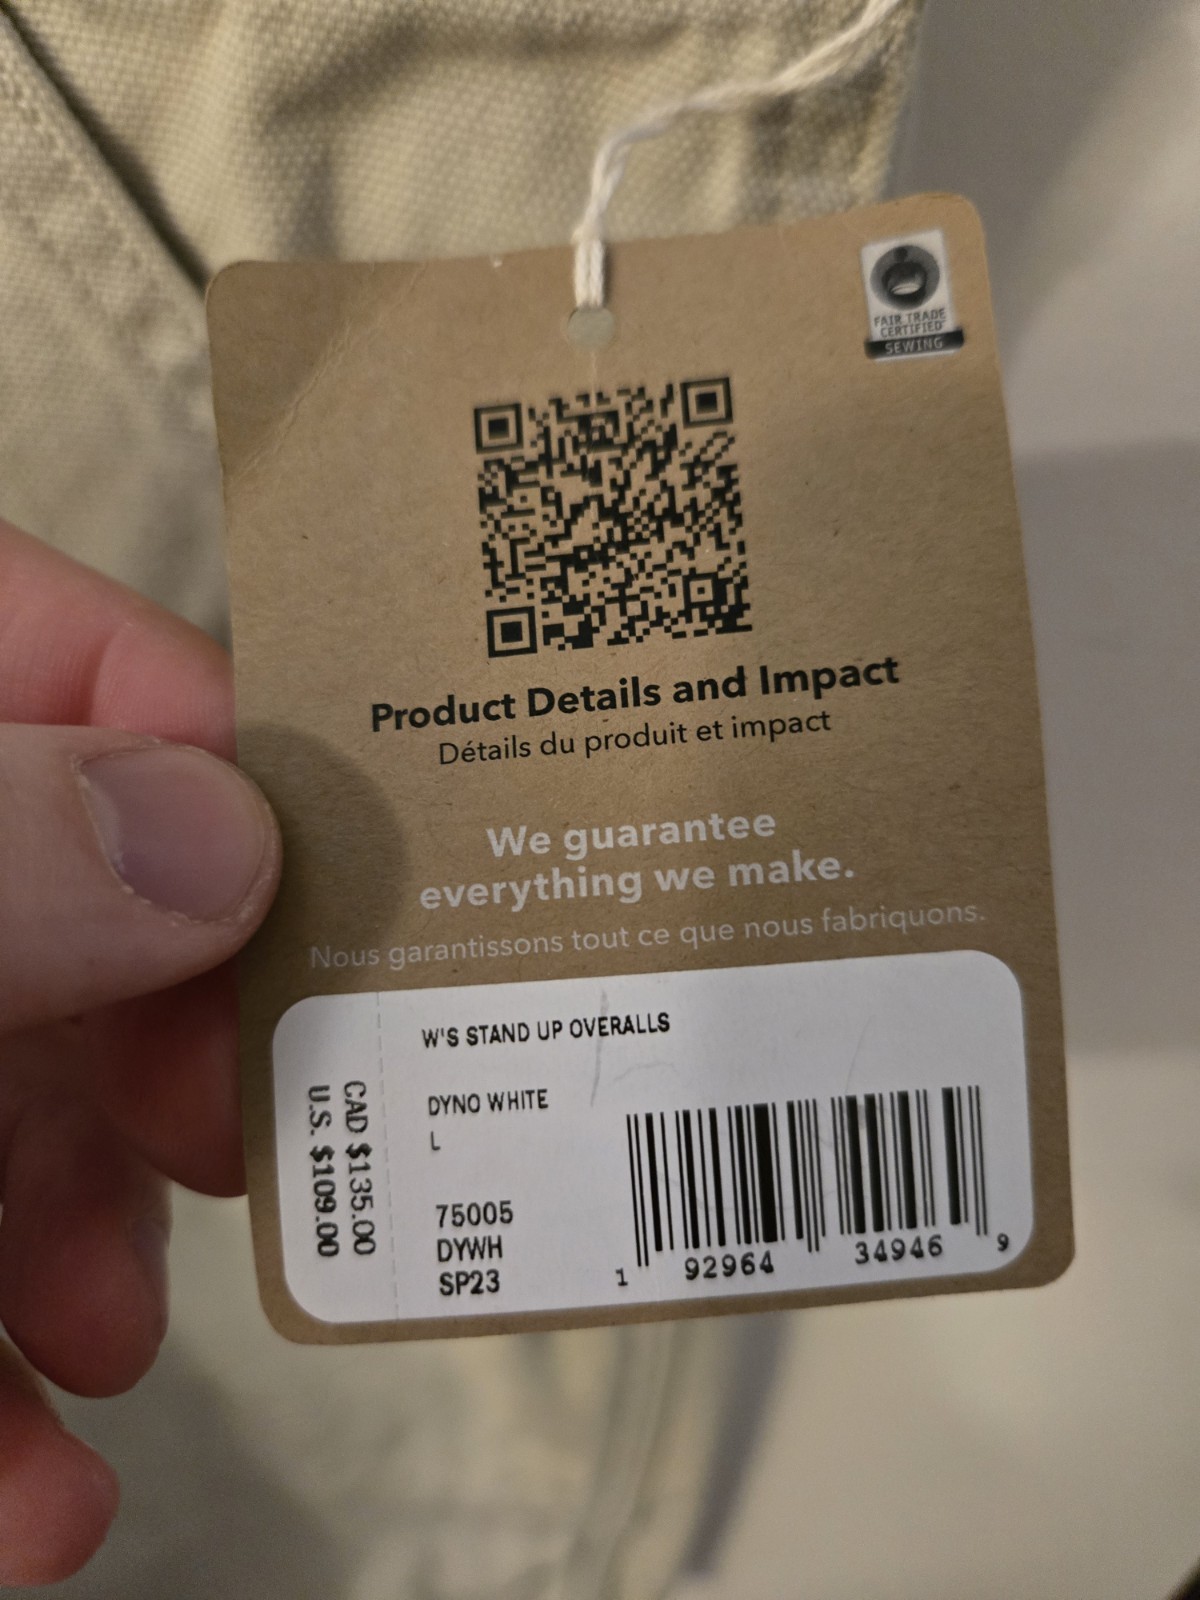 FAIR TRADE
CERTIFIED
SEWING
Product Details and Impact
Détails du produit et impact
We guarantee
everything we make.
Nous garantissons tout ce que nous fabriquons.
W'S STAND UP OVERALLS
DYNO WHITE
L
75005
DYWH
SP23
CAD $135.00
U.S. $109.00
1 92964 34946 9